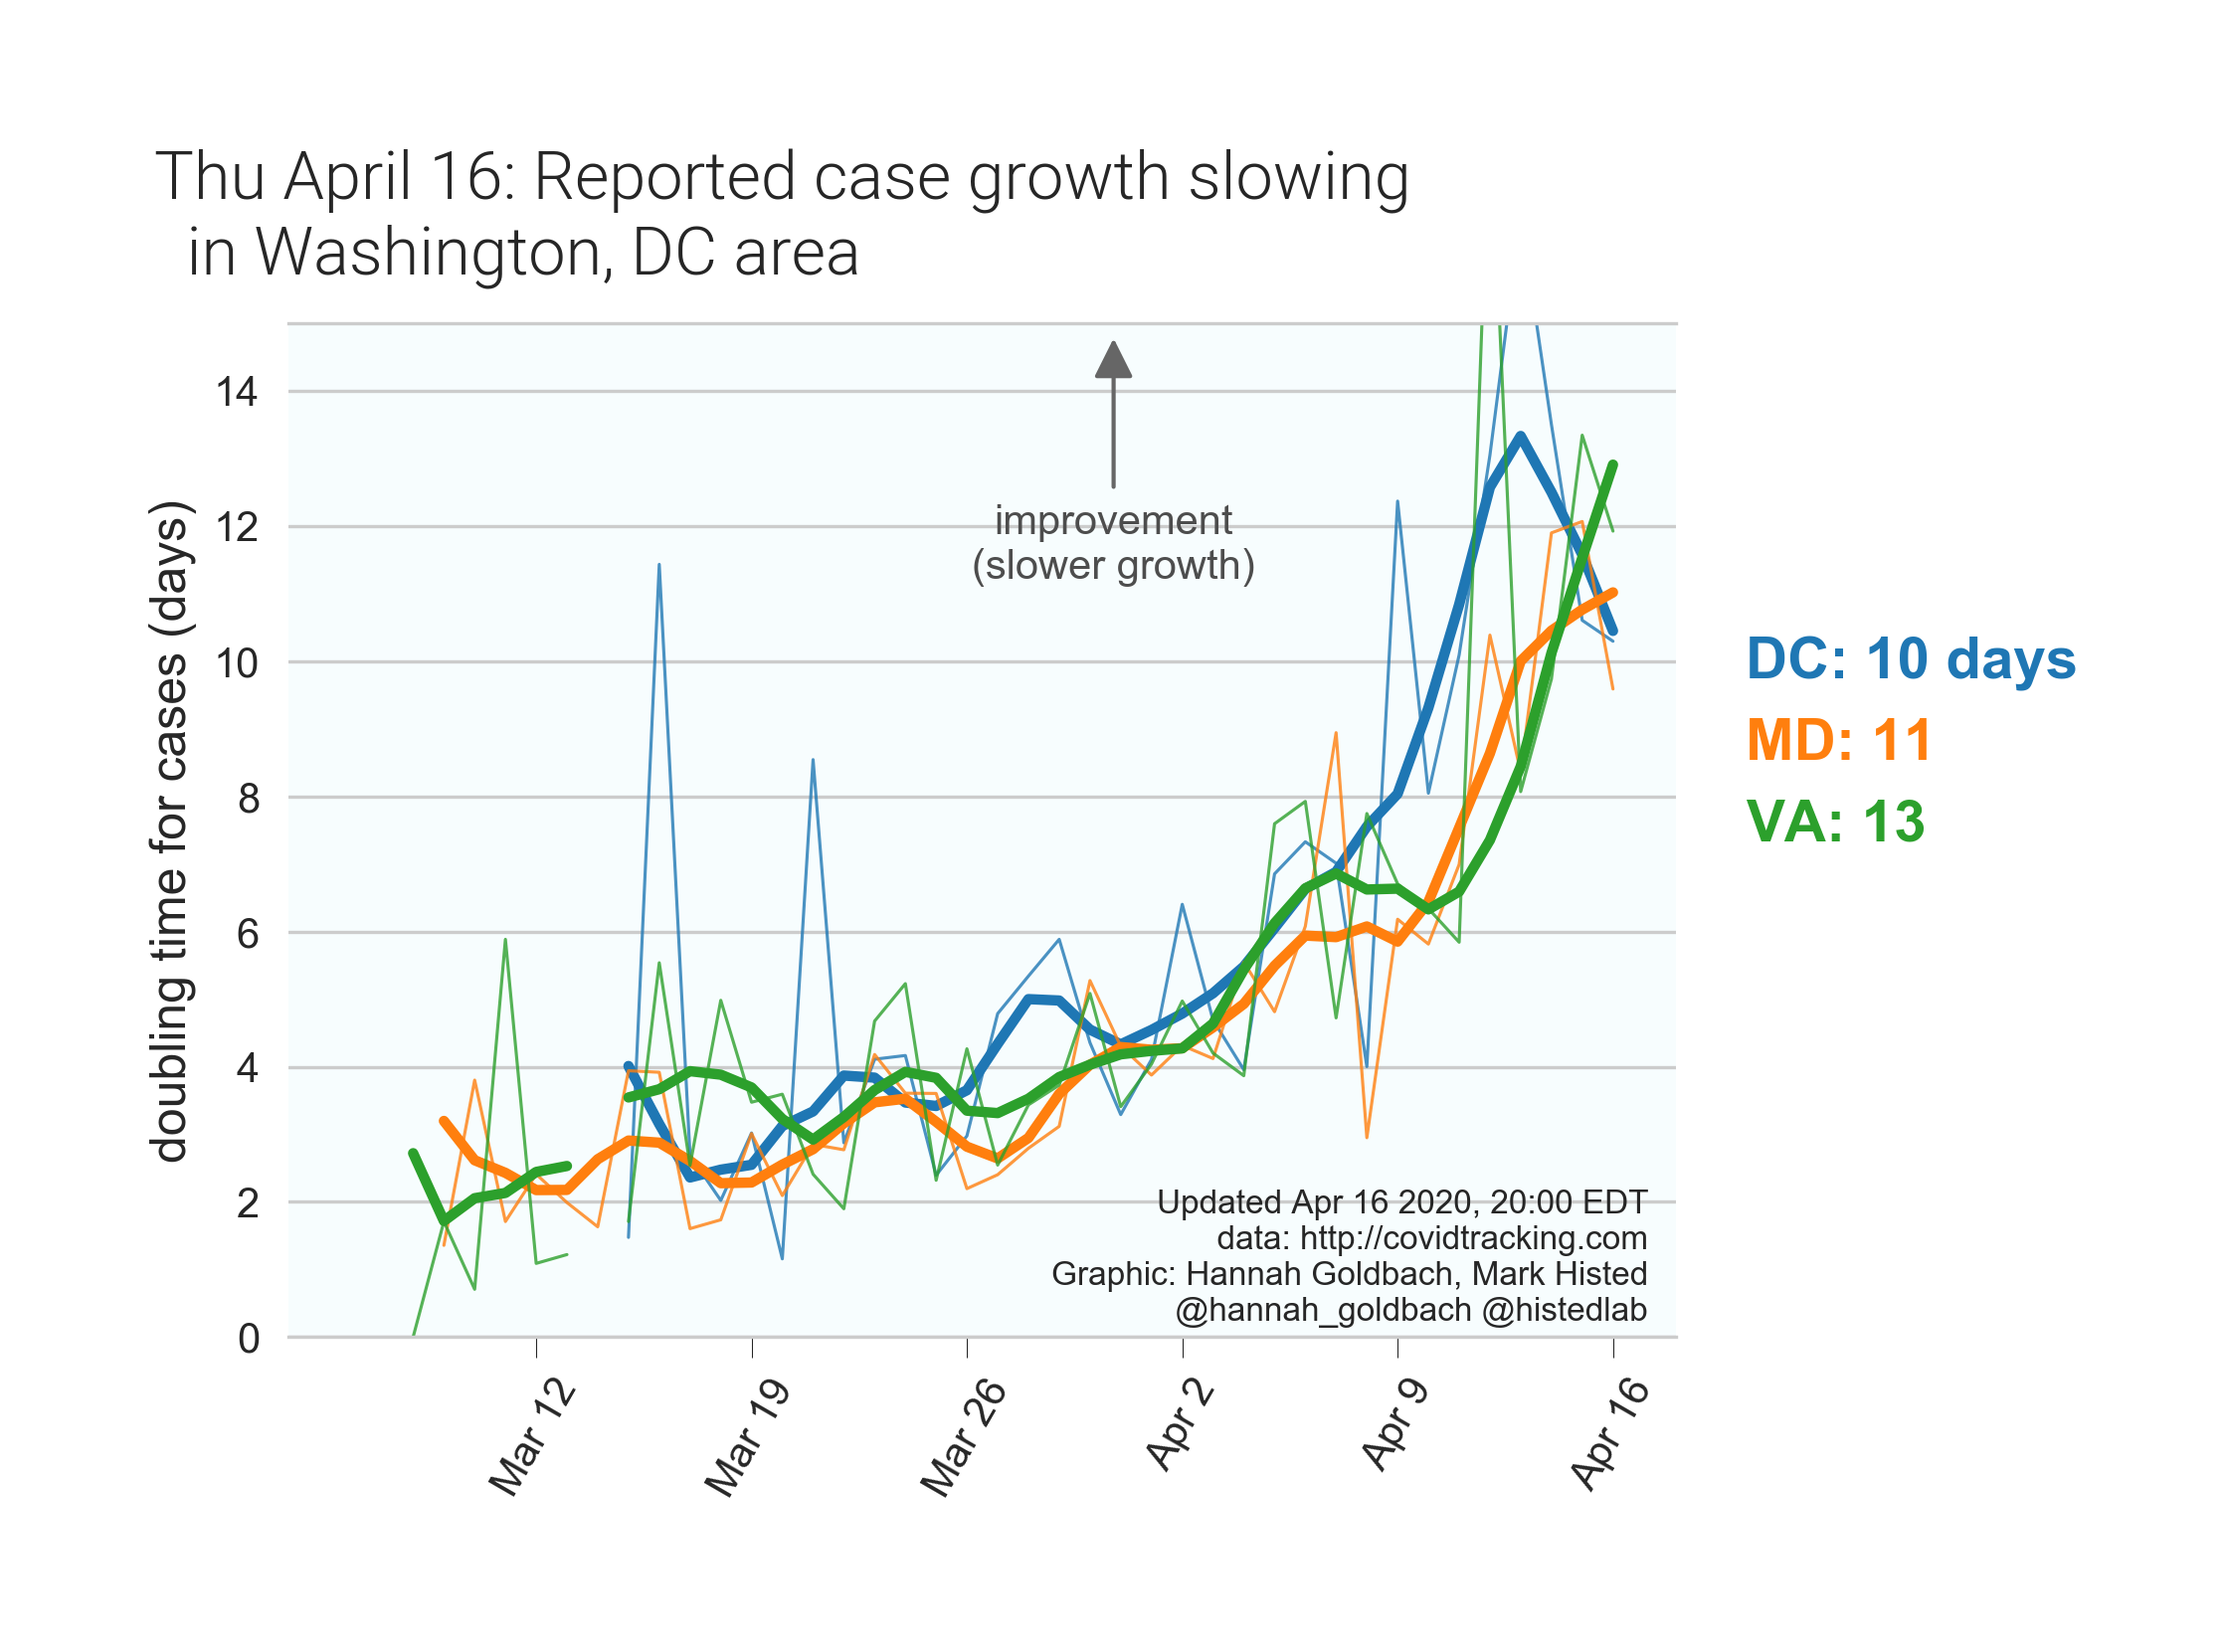 Thu April 16: Reported case growth slowing
in Washington, DC area
doubling time for cases (days)
14
12
10
8
6
4
2
0
improvement
(slower growth)
DC: 10 days
MD: 11
VA: 13
Updated Apr 16 2020, 20:00 EDT
data: http://covidtracking.com
Graphic: Hannah Goldbach, Mark Histed
@hannah_goldbach @histedlab
Mar 12
Mar 19
Mar 26
Apr 2
Apr 9
Apr 16